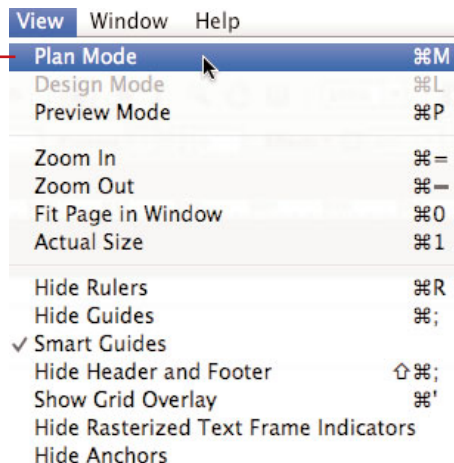 View Window Help
Plan Mode ⌘M
Design Mode ⌘L
Preview Mode ⌘P
Zoom In ⌘=
Zoom Out ⌘−
Fit Page in Window ⌘0
Actual Size ⌘1
Hide Rulers ⌘R
Hide Guides ⌘;
✓ Smart Guides
Hide Header and Footer ⇧⌘;
Show Grid Overlay ⌘'
Hide Rasterized Text Frame Indicators
Hide Anchors